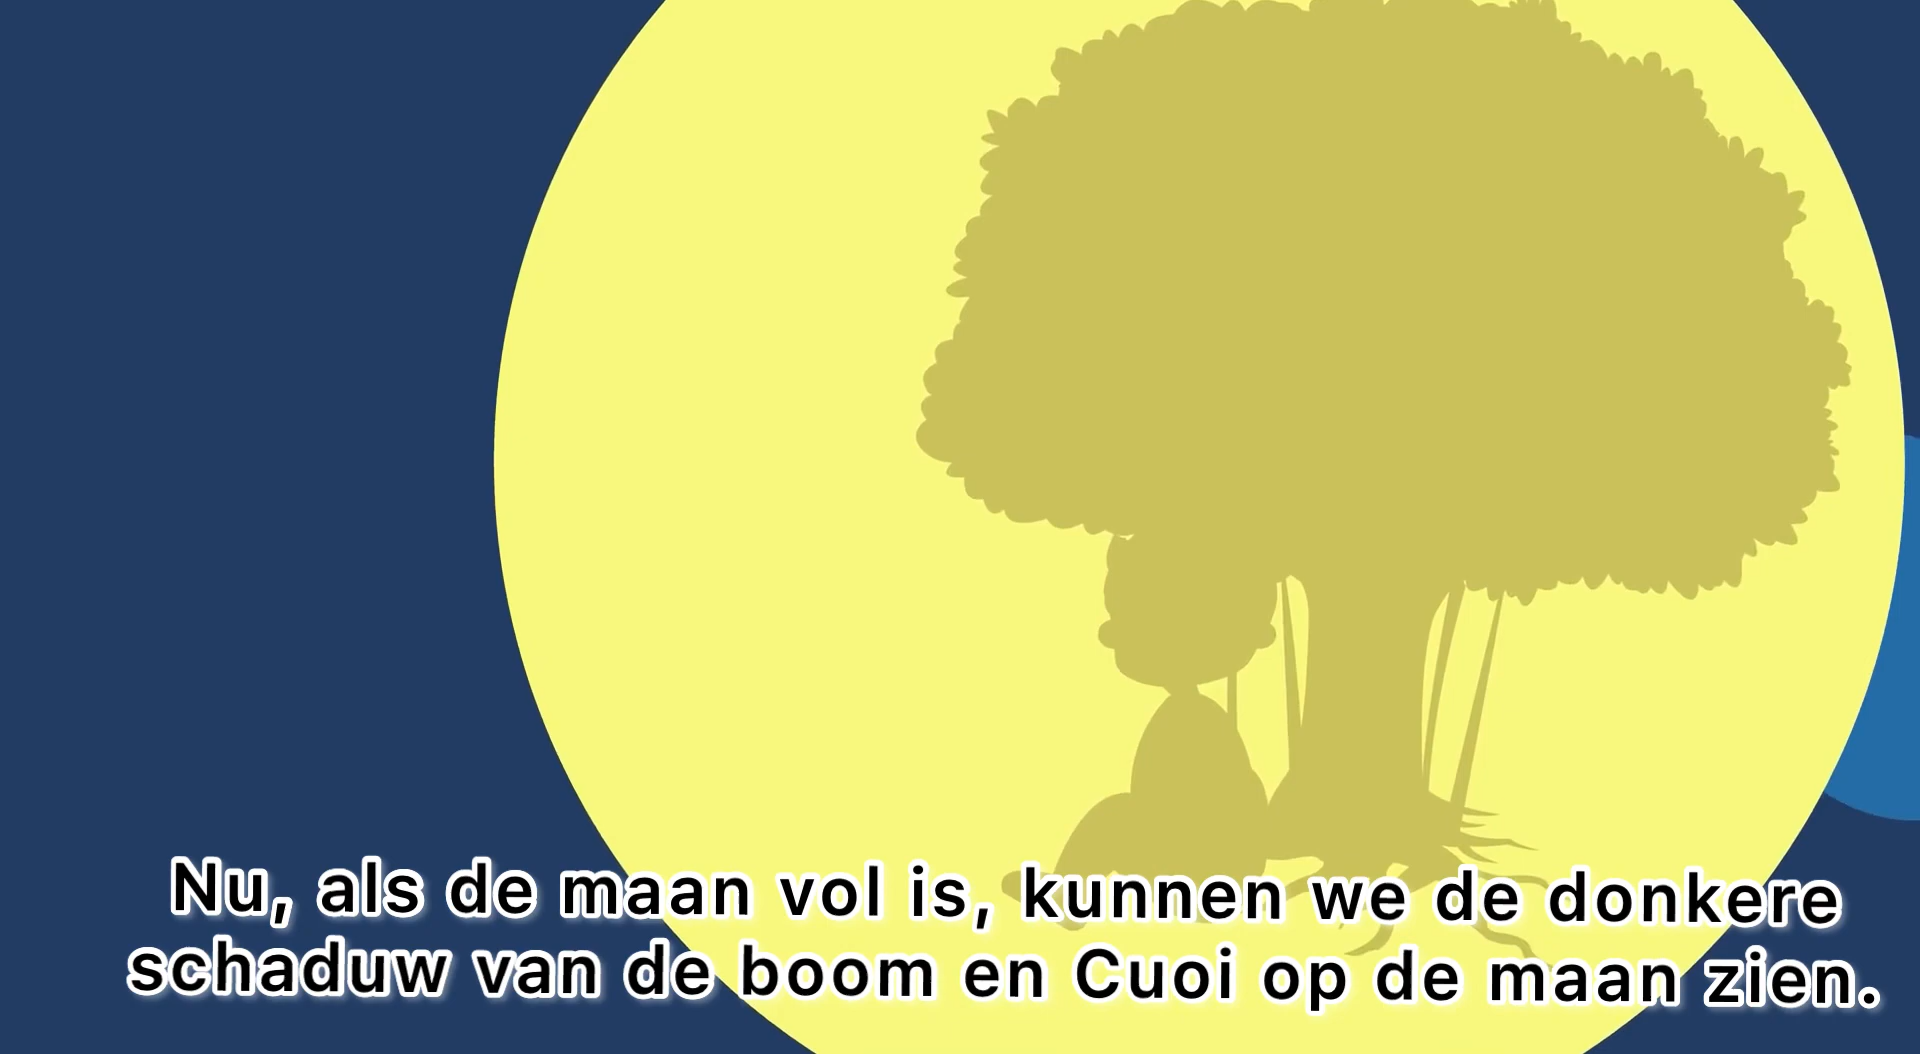 Nu, als de maan vol is, kunnen we de donkere
schaduw van de boom en Cuoi op de maan zien.